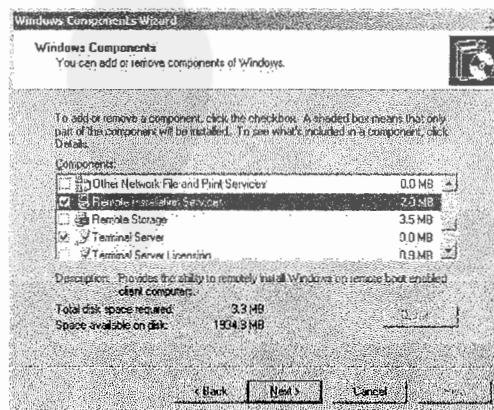 Windows Components Wizard
Windows Components
You can add or remove components of Windows.
To add or remove a component, click the checkbox. A shaded box means that only
part of the component will be installed. To see what's included in a component, click
Details.
Components:
Other Network File and Print Services 0.0 MB
Remote Installation Services 2.0 MB
Remote Storage 3.5 MB
Terminal Server 0.0 MB
Terminal Server Licensing 0.9 MB
Description: Provides the ability to remotely install Windows on remote boot enabled
client computers.
Total disk space required: 3.3 MB
Space available on disk: 1934.3 MB
< Back Next > Cancel